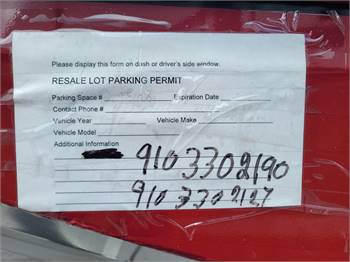 Please display this form on dash or driver's side window.
RESALE LOT PARKING PERMIT
Parking Space # Expiration Date
Contact Phone #
Vehicle Year Vehicle Make
Vehicle Model
Additional Information
9103302190
9103302127